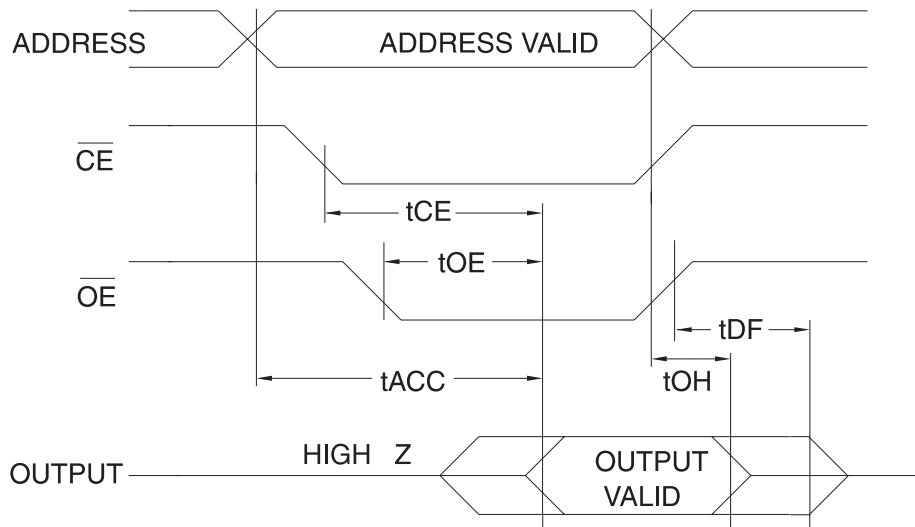 ADDRESS
ADDRESS VALID
CE
tCE
tOE
OE
tDF
tACC
tOH
HIGH Z
OUTPUT
OUTPUT
VALID